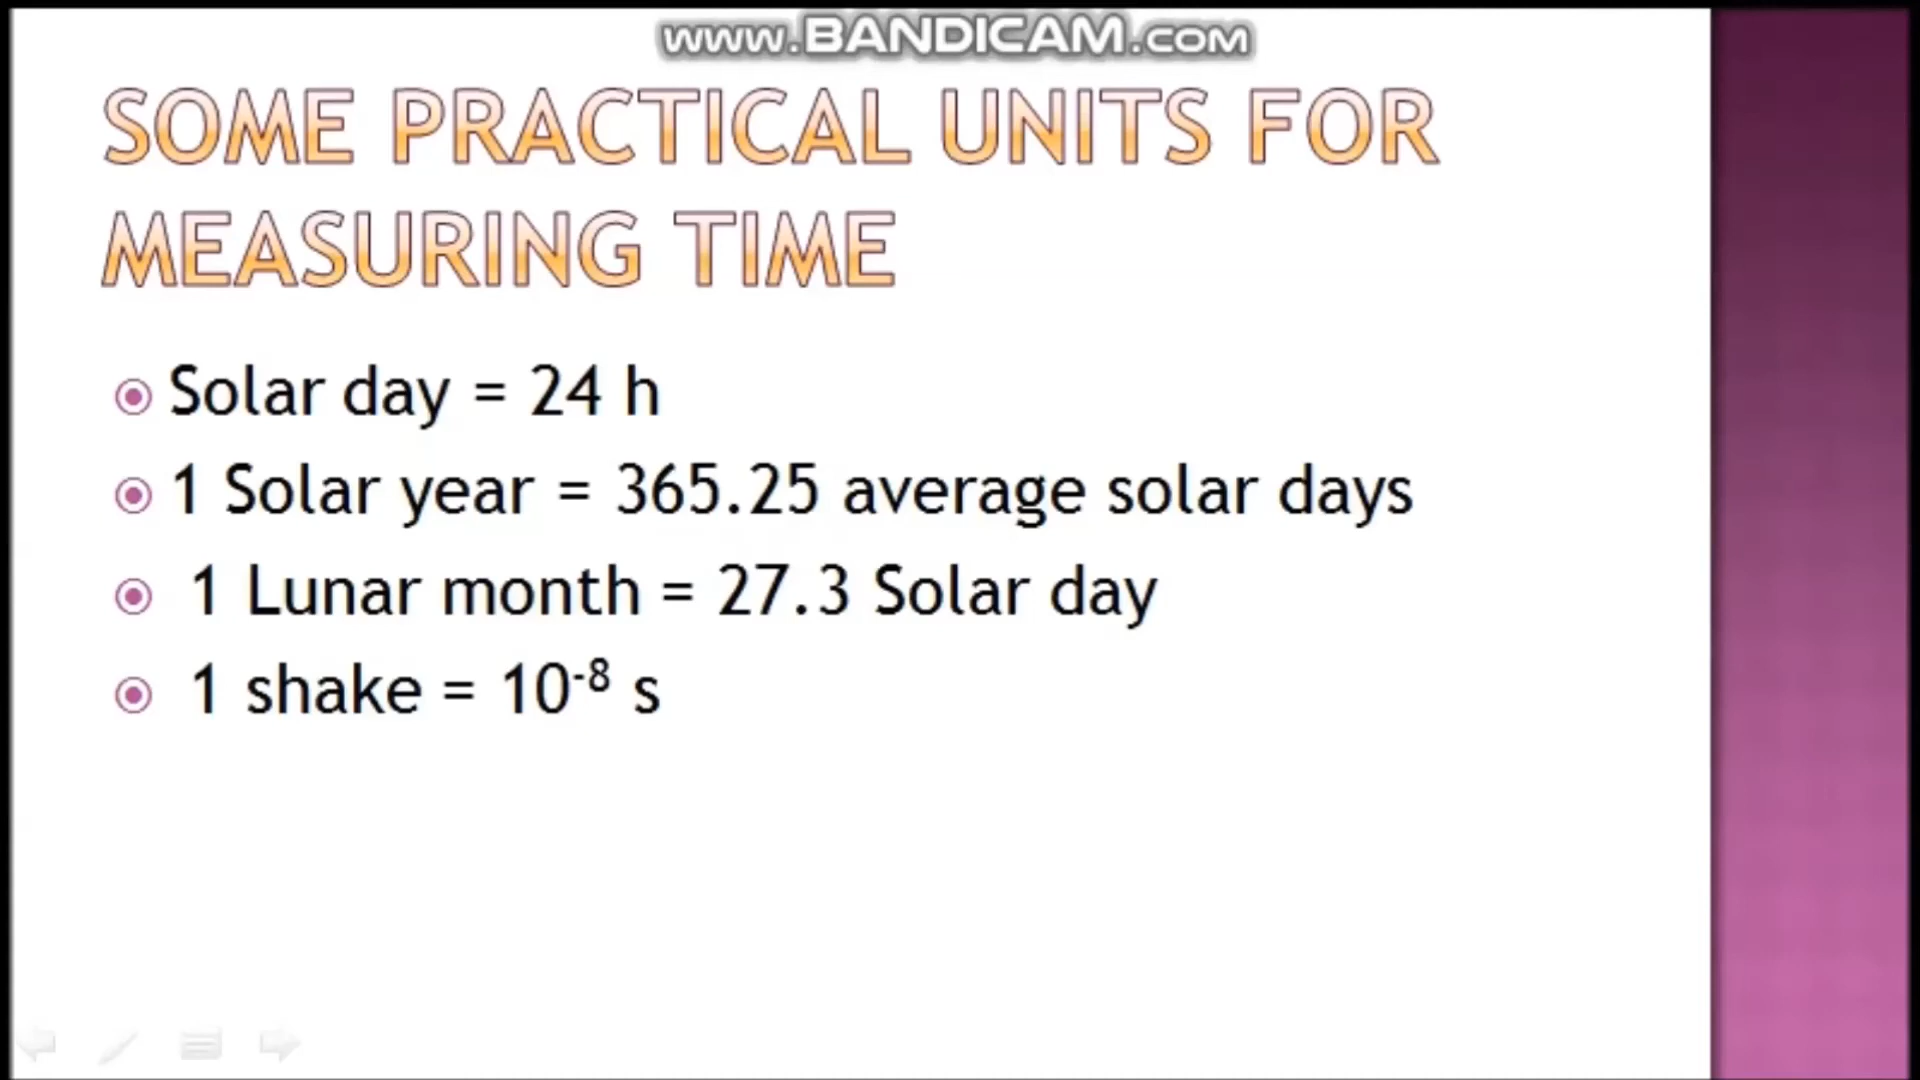 www.BANDICAM.com
SOME PRACTICAL UNITS FOR
MEASURING TIME
Solar day = 24 h
1 Solar year = 365.25 average solar days
1 Lunar month = 27.3 Solar day
1 shake = 10⁻⁸ s